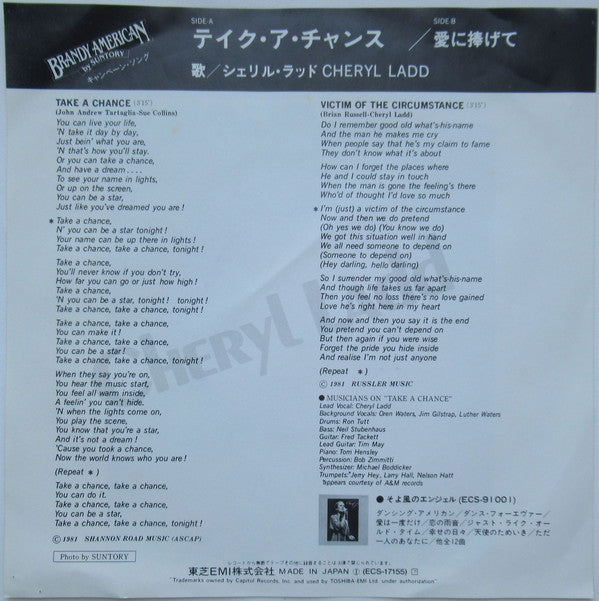 BRANDY AMERICAN
by SUNTORY
キャンペーン・ソング
SIDE・A
テイク・ア・チャンス
SIDE・B
／愛に捧げて
歌／シェリル・ラッド CHERYL LADD
TAKE A CHANCE (3'15")
(John Andrew Tartaglia-Sue Collins)
You can live your life,
'N take it day by day,
Just bein' what you are,
'N that's how you'll stay.
Or you can take a chance,
And have a dream....
To see your name in lights,
Or up on the screen,
You can be a star,
Just like you've dreamed you are!
* Take a chance,
N' you can be a star tonight!
Your name can be up there in lights!
Take a chance, take a chance, tonight!
Take a chance,
You'll never know if you don't try,
How far you can go or just how high!
Take a chance,
'N you can be a star, tonight! tonight!
Take a chance, take a chance, tonight!
Take a chance, take a chance,
You can make it!
Take a chance, take a chance,
You can be a star!
Take a chance, take a chance, tonight!
When they say you're on,
You hear the music start,
You feel all warm inside,
A feelin' you can't hide.
'N when the lights come on,
You play the scene,
You know that you're a star,
And it's not a dream!
'Cause you took a chance,
Now the world knows who you are!
(Repeat *)
Take a chance, take a chance,
You can do it.
Take a chance, take a chance,
You can be a star,
Take a chance, take a chance, tonight!
Ⓒ 1981 SHANNON ROAD MUSIC (ASCAP)
Photo by SUNTORY
VICTIM OF THE CIRCUMSTANCE (3'15")
(Brian Russell-Cheryl Ladd)
Do I remember good old what's-his-name
And the man he makes me cry
When people say that he's my claim to fame
They don't know what it's about
How can I forget the places where
He and I could stay in touch
When the man is gone the feeling's there
Who'd of thought I'd love so much
* I'm (just) a victim of the circumstance
Now and then we do pretend
(Oh yes we do) (You know we do)
We got this situation well in hand
We all need someone to depend on
(Someone to depend on)
(Hey darling, hello darling)
So I surrender my good old what's-his-name
And though life takes us far apart
Then you feel no loss there's no love gained
Love he's right here in my heart
And now and then you say it is the end
You pretend you can't depend on
But then again if you were wise
Forget the pride you hide inside
And realise I'm not just anyone
(Repeat *)
Ⓒ 1981 RUSSLER MUSIC
● MUSICIANS ON "TAKE A CHANCE"
Lead Vocal: Cheryl Ladd
Background Vocals: Oren Waters, Jim Gilstrap, Luther Waters
Drums: Ron Tutt
Bass: Neil Stubenhaus
Guitar: Fred Tackett
Lead Guitar: Tim May
Piano: Tom Hensley
Percussion: Bob Zimmitti
Synthesizer: Michael Boddicker
Trumpets: *Jerry Hey, Larry Hall, Nelson Hatt
*appears courtesy of A&M records
●そよ風のエンジェル (ECS-91001)
ダンシング・アメリカン／ダンス・フォーエヴァー／
愛は一度だけ／恋の雨音／ジャスト・ライク・オー
ルド・タイム／幸せの日々／天使のためいき／ただ
一人のあなたに／他全12曲
東芝EMI株式会社 MADE IN JAPAN (ECS-17155)
"Trademarks owned by Capitol Records, Inc. and used by TOSHIBA-EMI Ltd. under authorization".